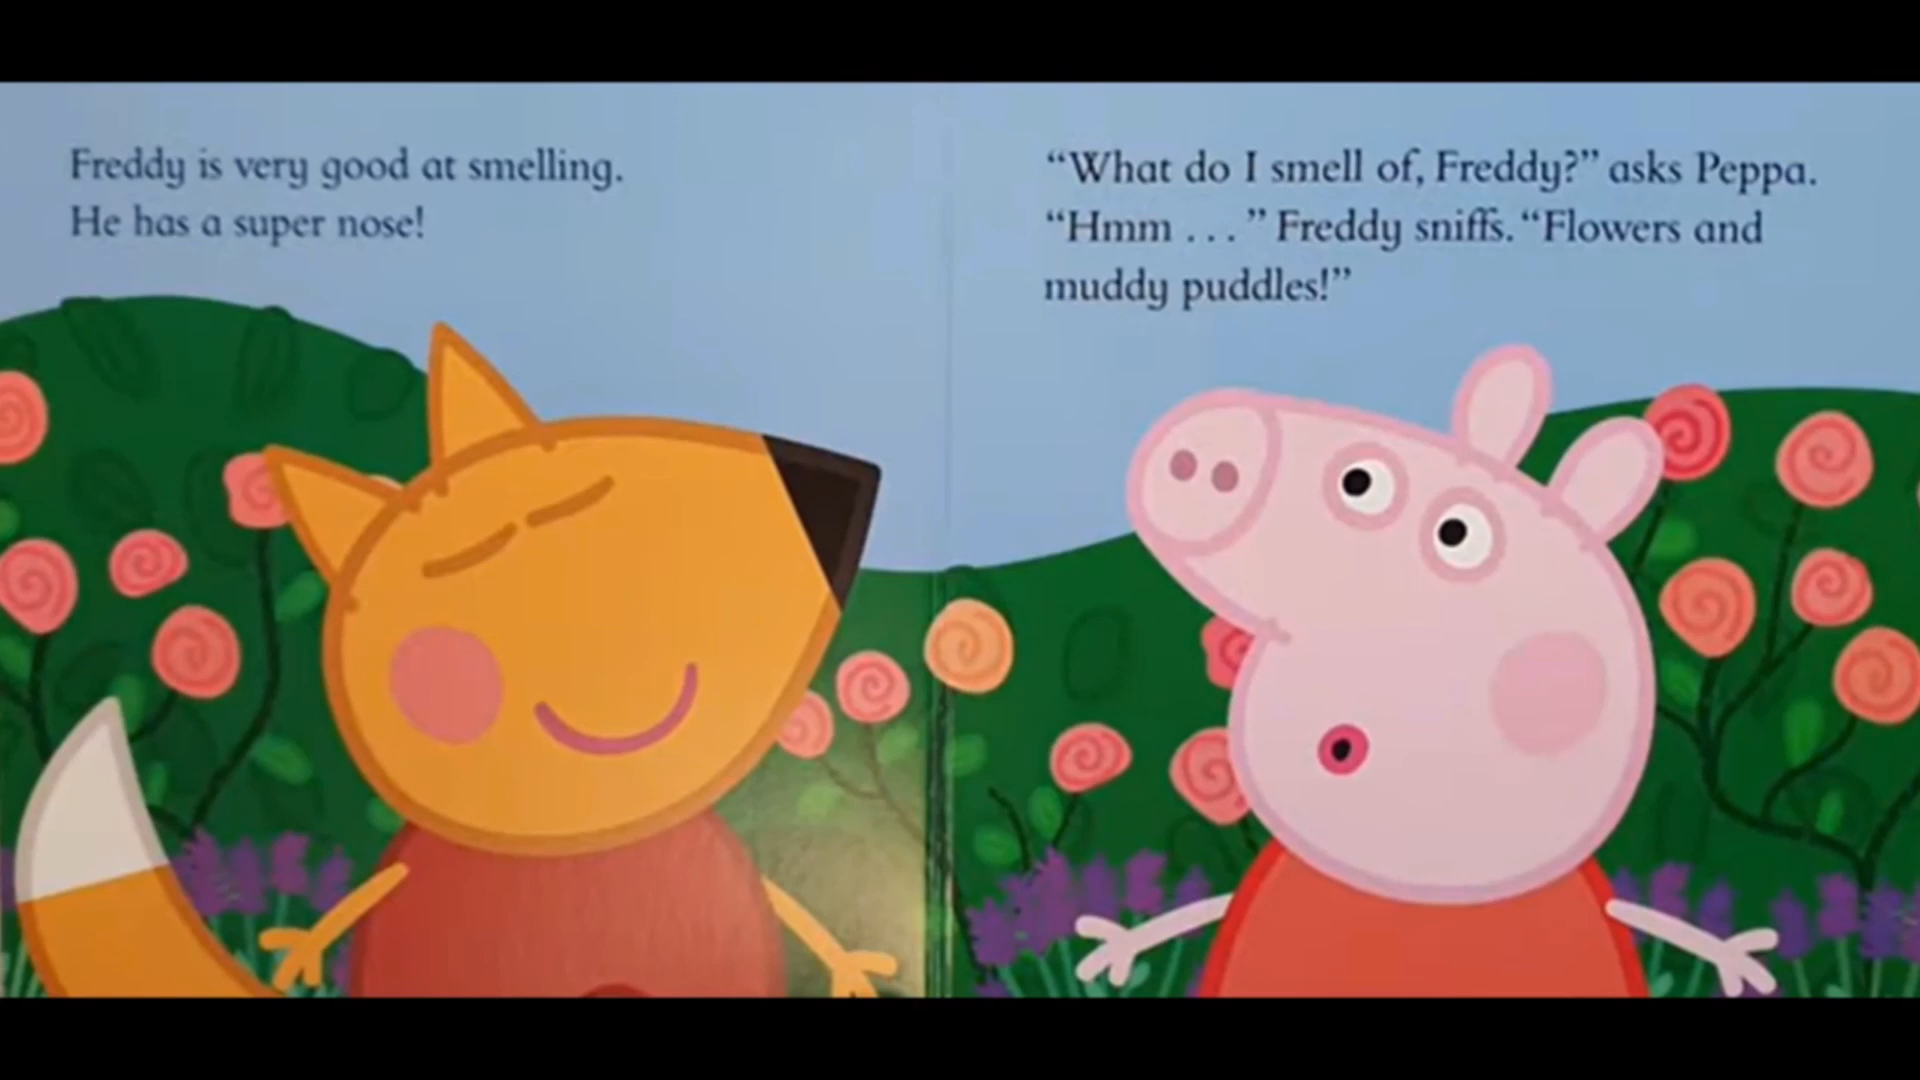 Freddy is very good at smelling.
He has a super nose!
“What do I smell of, Freddy?” asks Peppa.
“Hmm . . . ” Freddy sniffs. “Flowers and
muddy puddles!”